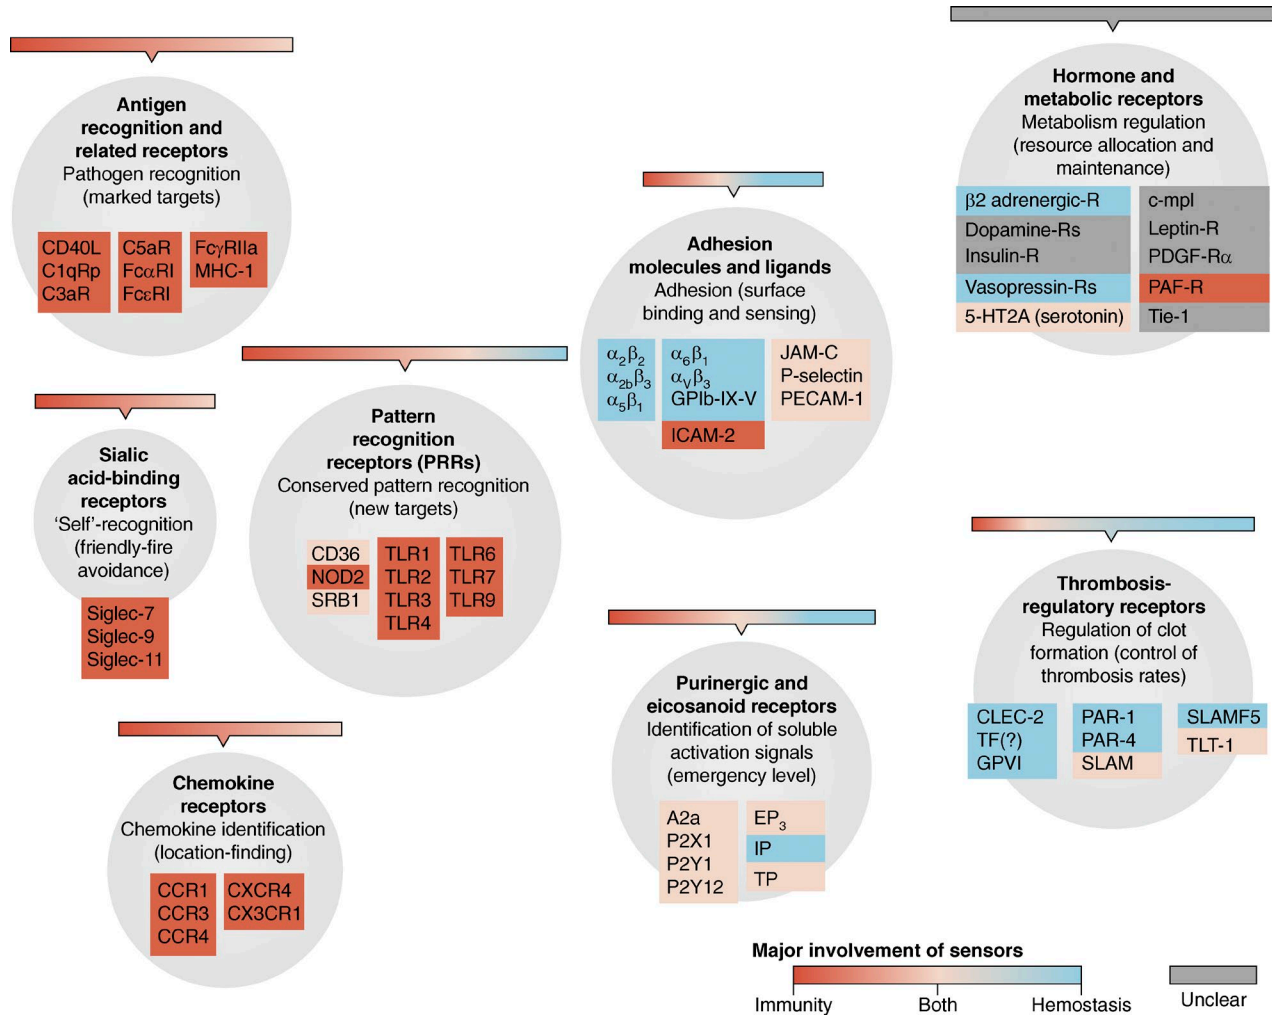 Antigen
recognition and
related receptors
Pathogen recognition
(marked targets)
CD40L
C1qRp
C3aR
C5aR
FcαRI
FcεRI
FcγRIIa
MHC-1
Hormone and
metabolic receptors
Metabolism regulation
(resource allocation and
maintenance)
β2 adrenergic-R
Dopamine-Rs
Insulin-R
Vasopressin-Rs
5-HT2A (serotonin)
c-mpl
Leptin-R
PDGF-Rα
PAF-R
Tie-1
Adhesion
molecules and ligands
Adhesion (surface
binding and sensing)
α2β2
α2bβ3
α5β1
α6β1
αVβ3
GPIb-IX-V
ICAM-2
JAM-C
P-selectin
PECAM-1
Sialic
acid-binding
receptors
‘Self’-recognition
(friendly-fire
avoidance)
Siglec-7
Siglec-9
Siglec-11
Pattern
recognition
receptors (PRRs)
Conserved pattern recognition
(new targets)
CD36
NOD2
SRB1
TLR1
TLR2
TLR3
TLR4
TLR6
TLR7
TLR9
Thrombosis-
regulatory receptors
Regulation of clot
formation (control of
thrombosis rates)
CLEC-2
TF(?)
GPVI
PAR-1
PAR-4
SLAM
SLAMF5
TLT-1
Purinergic and
eicosanoid receptors
Identification of soluble
activation signals
(emergency level)
A2a
P2X1
P2Y1
P2Y12
EP3
IP
TP
Chemokine
receptors
Chemokine identification
(location-finding)
CCR1
CCR3
CCR4
CXCR4
CX3CR1
Major involvement of sensors
Immunity
Both
Hemostasis
Unclear